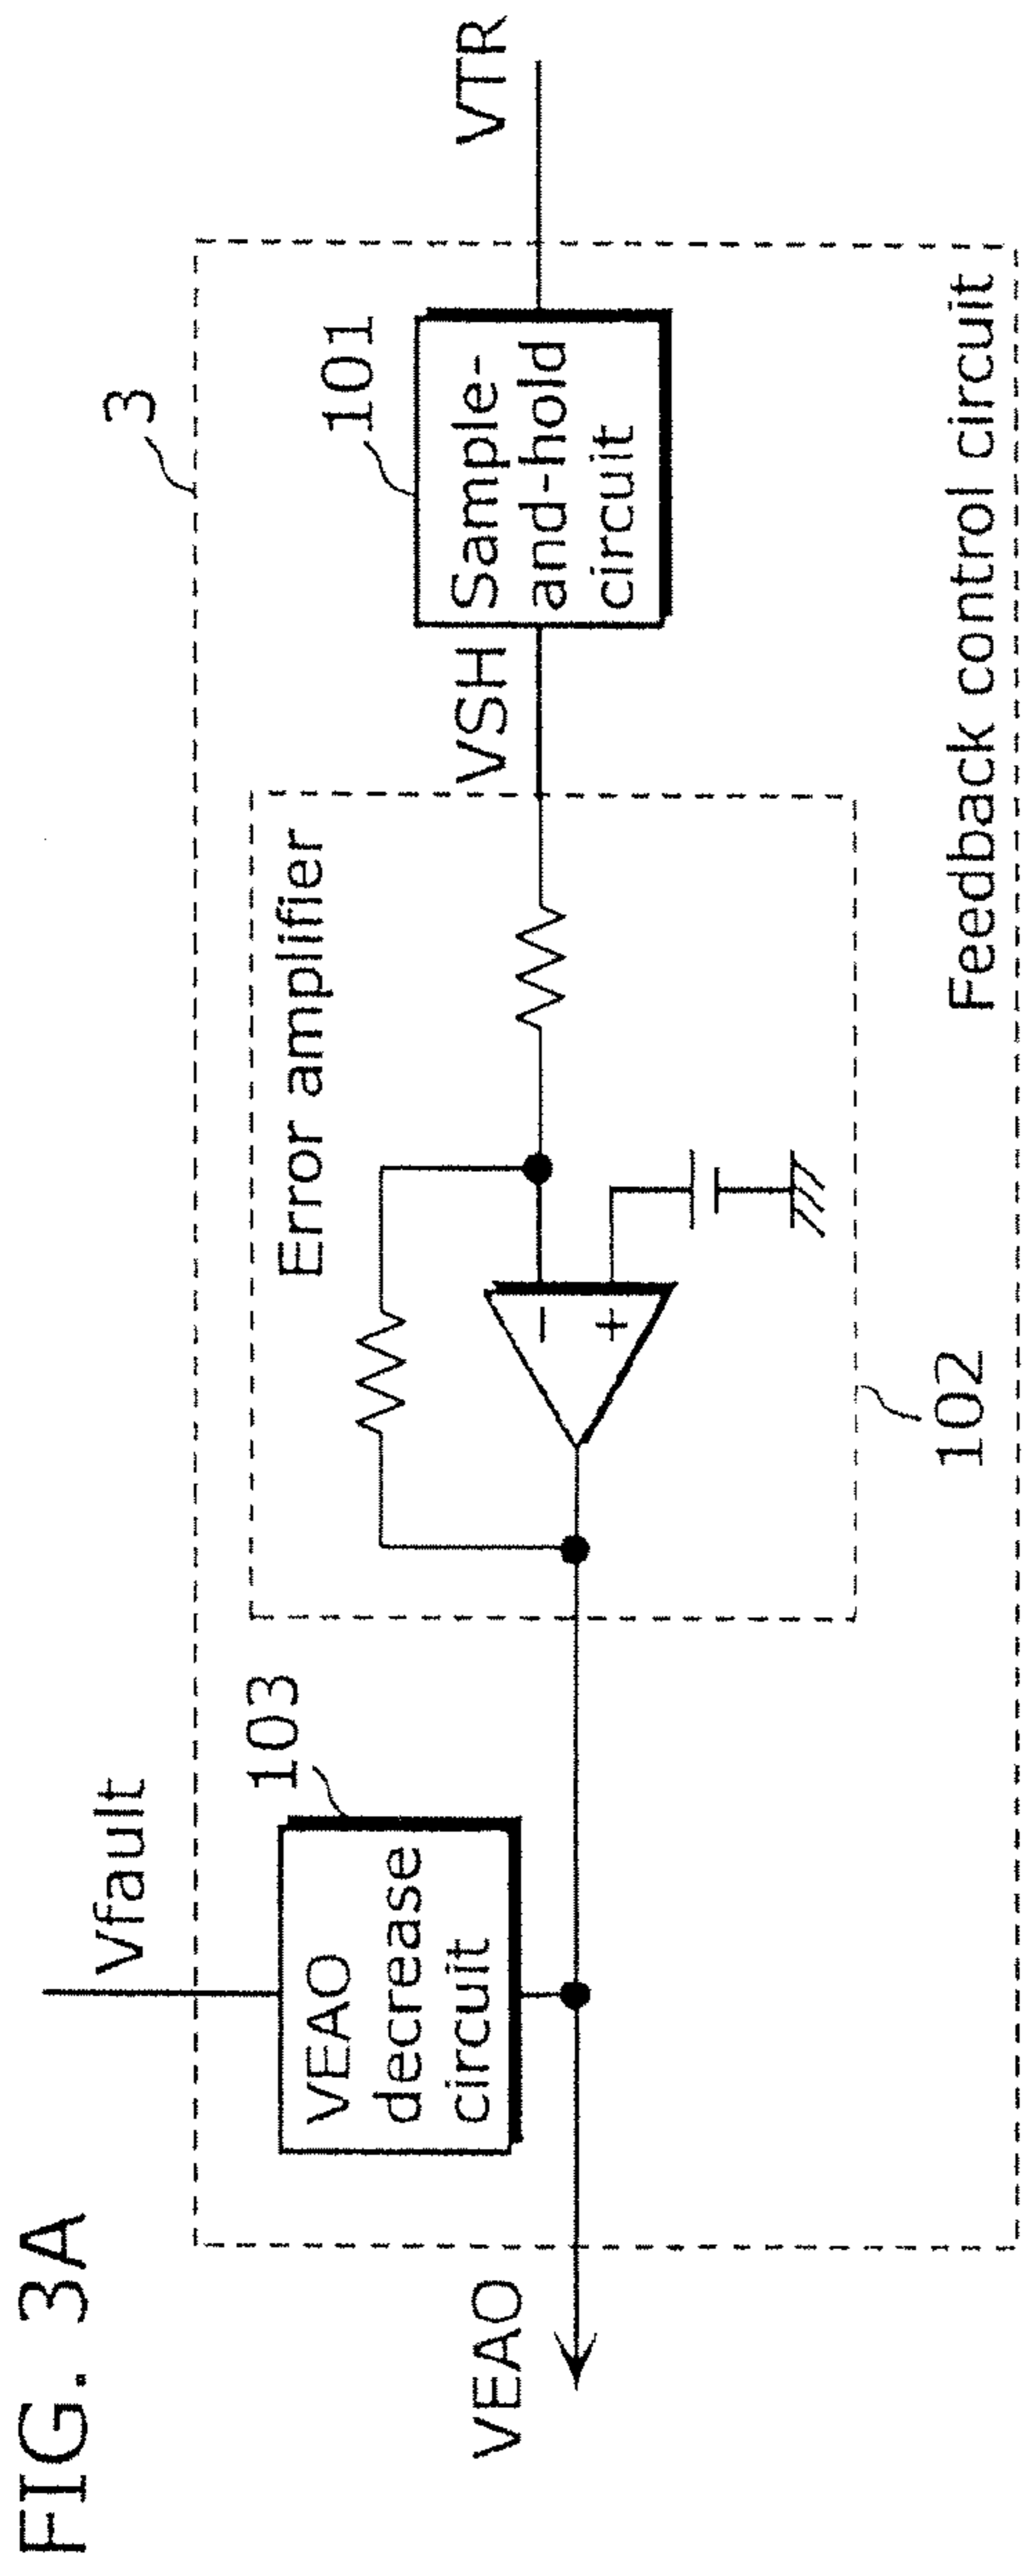 FIG. 3A
Vfault
3
103
VEAO
decrease
circuit
Error amplifier
101
Sample-
and-hold
circuit
VEAO
VSH
VTR
−
+
102
Feedback control circuit